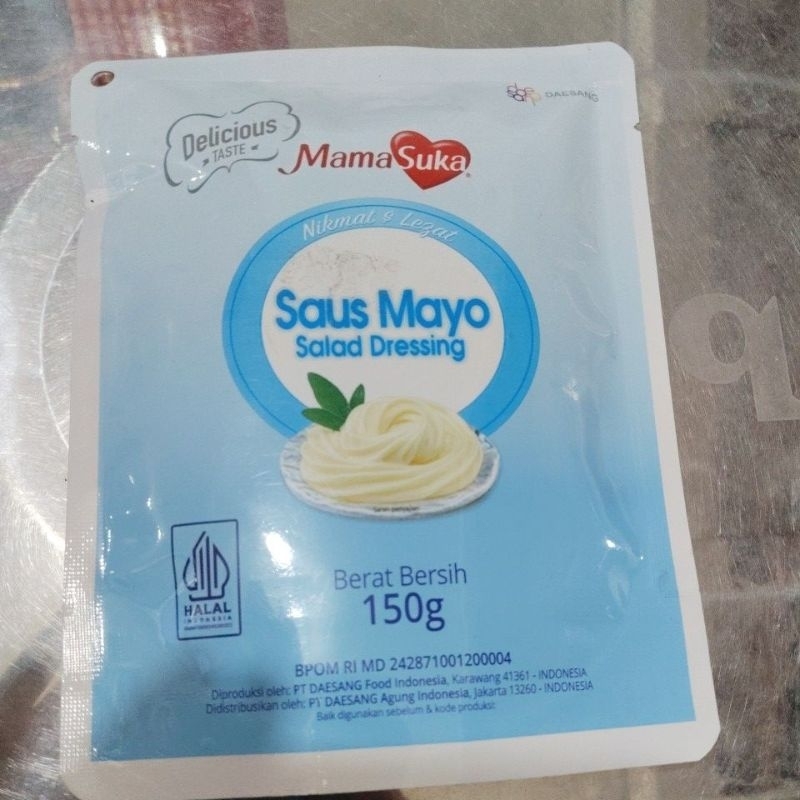 DAESANG
Delicious
TASTE
MamaSuka
Nikmat & Lezat
Saus Mayo
Salad Dressing
Saran penyajian
HALAL
INDONESIA
Berat Bersih
150g
BPOM RI MD 242871001200004
Diproduksi oleh: PT DAESANG Food Indonesia, Karawang 41361 - INDONESIA
Didistribusikan oleh: PT DAESANG Agung Indonesia, Jakarta 13260 - INDONESIA
Baik digunakan sebelum & kode produksi:
q